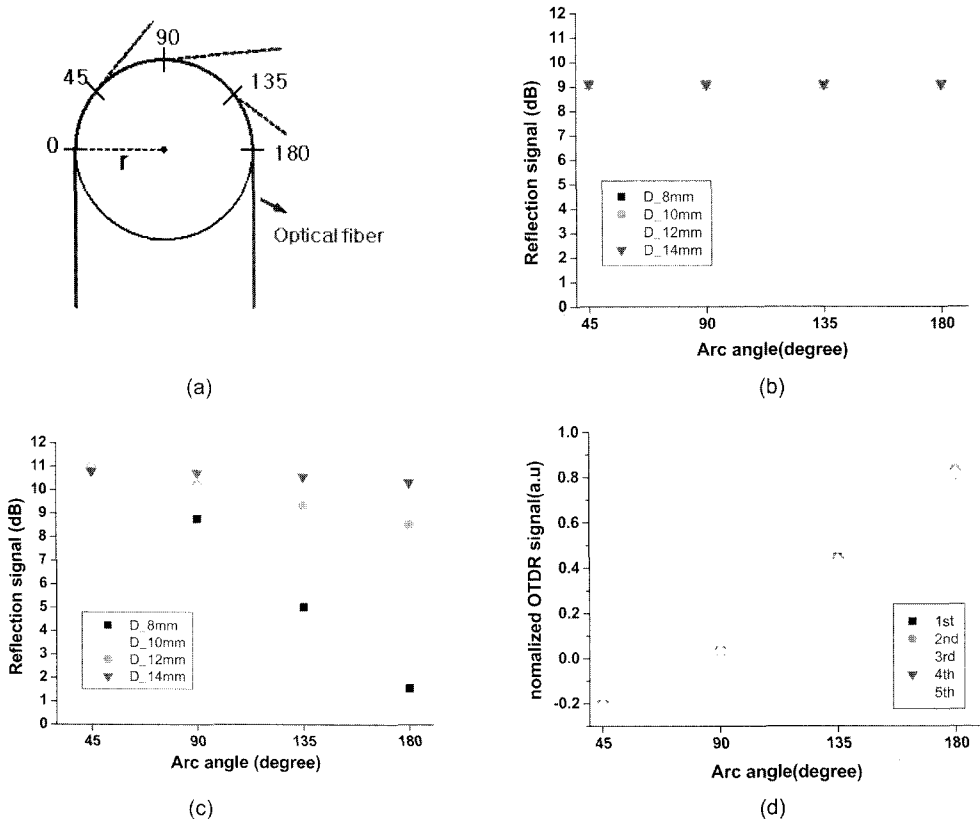 90
45
135
0
r
180
Optical fiber
(a)
Reflection signal (dB)
12
11
10
9
8
7
6
5
4
3
2
1
0
D_8mm
D_10mm
D_12mm
D_14mm
45 90 135 180
Arc angle(degree)
(b)
Reflection signal (dB)
12
11
10
9
8
7
6
5
4
3
2
1
0
D_8mm
D_10mm
D_12mm
D_14mm
45 90 135 180
Arc angle (degree)
(c)
nomalized OTDR signal(a.u)
1.0
0.8
0.6
0.4
0.2
0.0
-0.2
1st
2nd
3rd
4th
5th
45 90 135 180
Arc angle(degree)
(d)